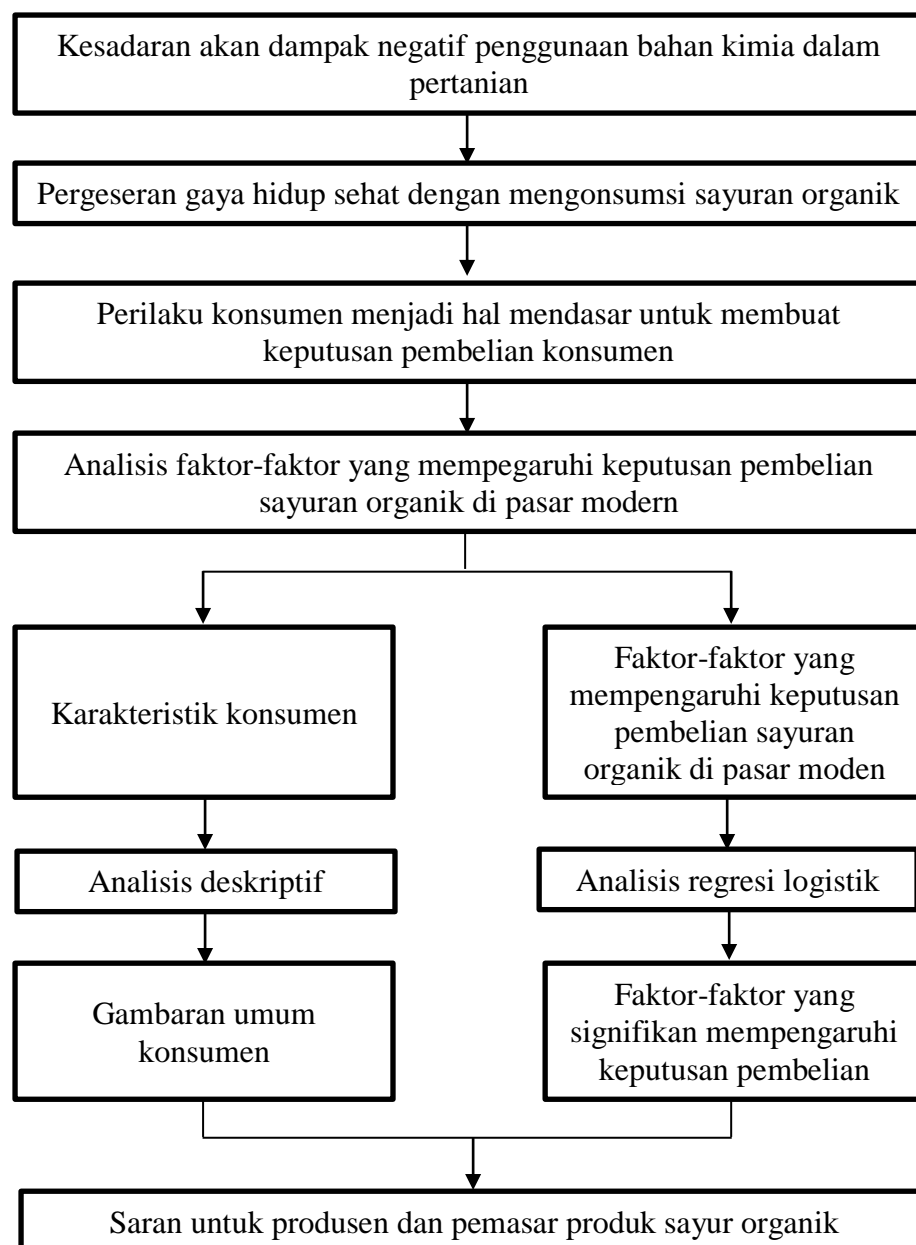 Kesadaran akan dampak negatif penggunaan bahan kimia dalam
pertanian
Pergeseran gaya hidup sehat dengan mengonsumsi sayuran organik
Perilaku konsumen menjadi hal mendasar untuk membuat
keputusan pembelian konsumen
Analisis faktor-faktor yang mempegaruhi keputusan pembelian
sayuran organik di pasar modern
Karakteristik konsumen
Faktor-faktor yang
mempengaruhi keputusan
pembelian sayuran
organik di pasar moden
Analisis deskriptif
Analisis regresi logistik
Gambaran umum
konsumen
Faktor-faktor yang
signifikan mempengaruhi
keputusan pembelian
Saran untuk produsen dan pemasar produk sayur organik